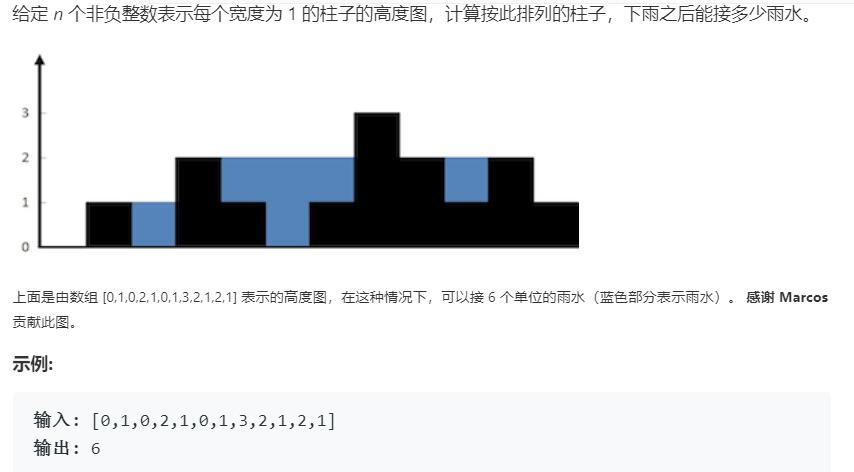 给定 n 个非负整数表示每个宽度为 1 的柱子的高度图，计算按此排列的柱子，下雨之后能接多少雨水。
3
2
1
0
上面是由数组 [0,1,0,2,1,0,1,3,2,1,2,1] 表示的高度图，在这种情况下，可以接 6 个单位的雨水（蓝色部分表示雨水）。 感谢 Marcos
贡献此图。
示例:
输入: [0,1,0,2,1,0,1,3,2,1,2,1]
输出: 6